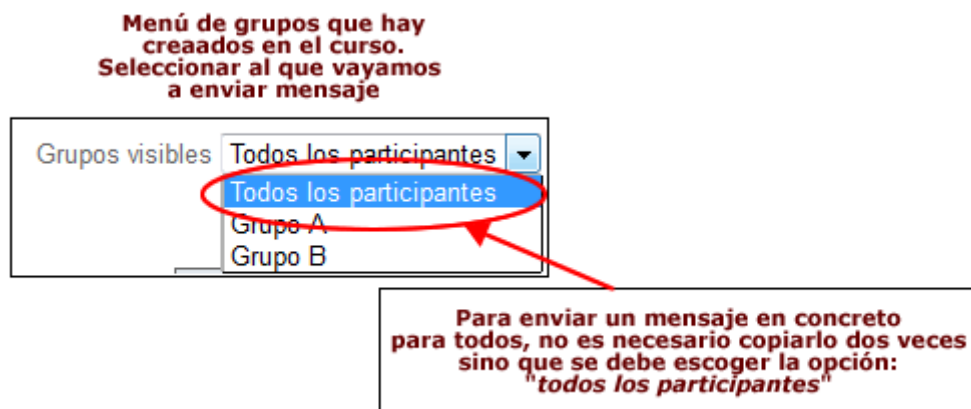 Menú de grupos que hay
creaados en el curso.
Seleccionar al que vayamos
a enviar mensaje
Grupos visibles Todos los participantes
Todos los participantes
Grupo A
Grupo B
Para enviar un mensaje en concreto
para todos, no es necesario copiarlo dos veces
sino que se debe escoger la opción:
"todos los participantes"